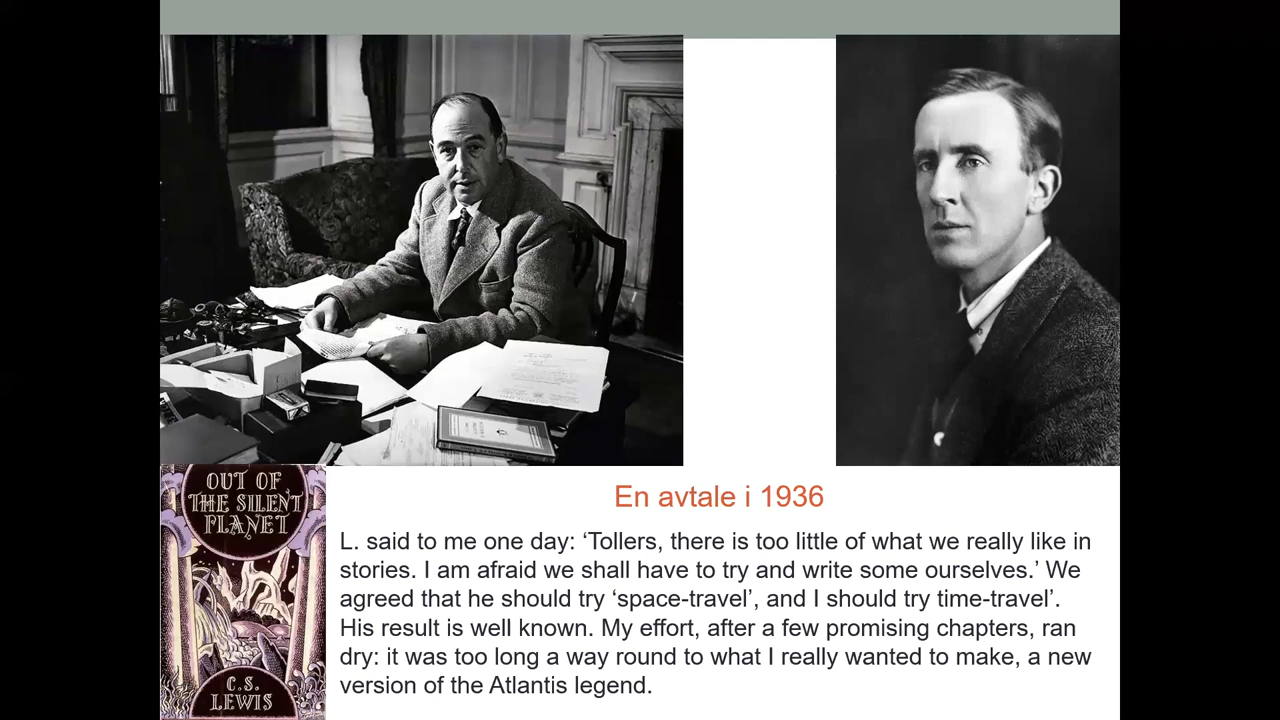 OUT OF
THE SILENT
PLANET
C.S.
LEWIS
En avtale i 1936
L. said to me one day: ‘Tollers, there is too little of what we really like in
stories. I am afraid we shall have to try and write some ourselves.’ We
agreed that he should try ‘space-travel’, and I should try time-travel’.
His result is well known. My effort, after a few promising chapters, ran
dry: it was too long a way round to what I really wanted to make, a new
version of the Atlantis legend.